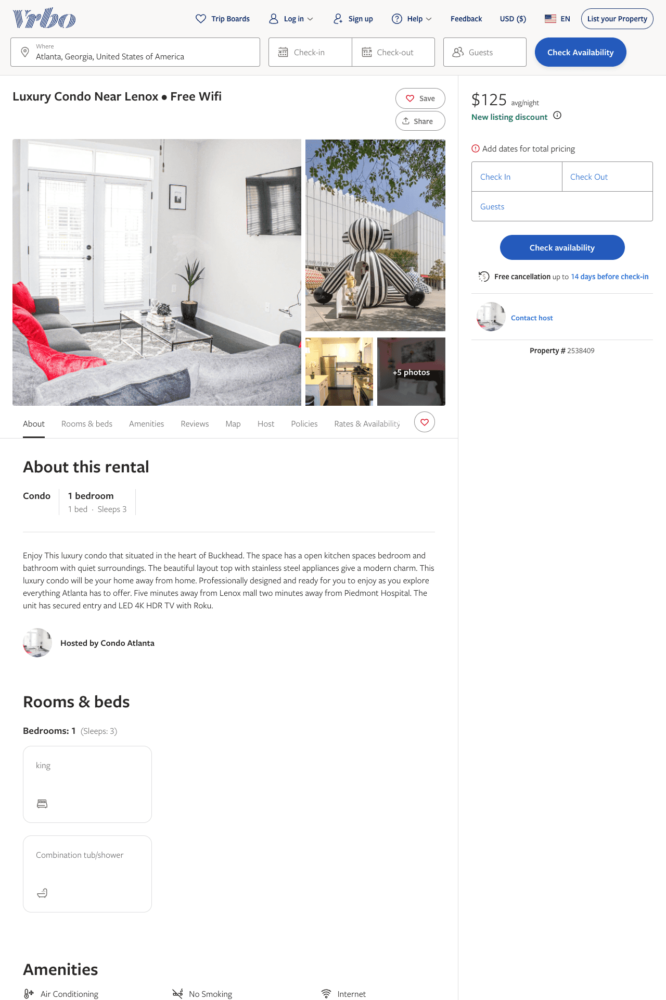 Vrbo
Trip Boards
Log in
Sign up
Help
Feedback
USD ($)
EN
List your Property
Where
Atlanta, Georgia, United States of America
Check-in
Check-out
Guests
Check Availability
Luxury Condo Near Lenox ● Free Wifi
Save
Share
+5 photos
$125 avg/night
New listing discount
Add dates for total pricing
Check In
Check Out
Guests
Check availability
Free cancellation up to 14 days before check-in
Contact host
Property # 2538409
About
Rooms & beds
Amenities
Reviews
Map
Host
Policies
Rates & Availability
About this rental
Condo
1 bedroom
1 bed · Sleeps 3
Enjoy This luxury condo that situated in the heart of Buckhead. The space has a open kitchen spaces bedroom and
bathroom with quiet surroundings. The beautiful layout top with stainless steel appliances give a modern charm. This
luxury condo will be your home away from home. Professionally designed and ready for you to enjoy as you explore
everything Atlanta has to offer. Five minutes away from Lenox mall two minutes away from Piedmont Hospital. The
unit has secured entry and LED 4K HDR TV with Roku.
Hosted by Condo Atlanta
Rooms & beds
Bedrooms: 1 (Sleeps: 3)
king
Combination tub/shower
Amenities
Air Conditioning
No Smoking
Internet